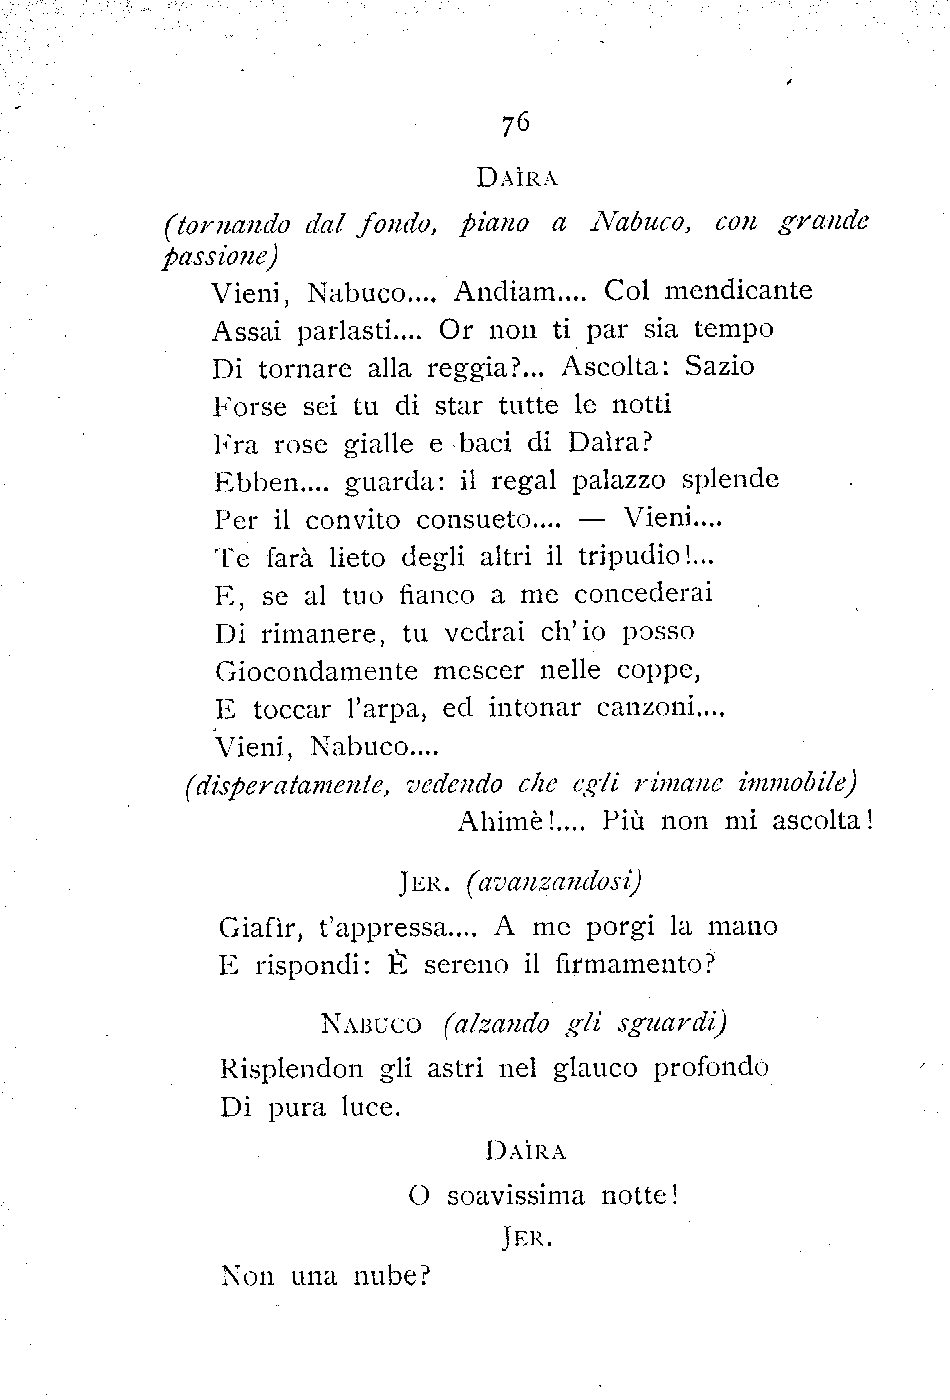 76
DAÌRA
(tornando dal fondo, piano a Nabuco, con grande
passione)
Vieni, Nabuco.... Andiam.... Col mendicante
Assai parlasti.... Or non ti par sia tempo
Di tornare alla reggia?... Ascolta: Sazio
Forse sei tu di star tutte le notti
Fra rose gialle e baci di Daìra?
Ebben.... guarda: il regal palazzo splende
Per il convito consueto.... — Vieni....
Te farà lieto degli altri il tripudio!...
E, se al tuo fianco a me concederai
Di rimanere, tu vedrai ch'io posso
Giocondamente mescer nelle coppe,
E toccar l'arpa, ed intonar canzoni....
Vieni, Nabuco....
(disperatamente, vedendo che egli rimane immobile)
Ahimè!.... Più non mi ascolta!
JER. (avanzandosi)
Giafìr, t'appressa.... A me porgi la mano
E rispondi: È sereno il firmamento?
NABUCO (alzando gli sguardi)
Risplendon gli astri nel glauco profondo
Di pura luce.
DAÌRA
O soavissima notte!
JER.
Non una nube?